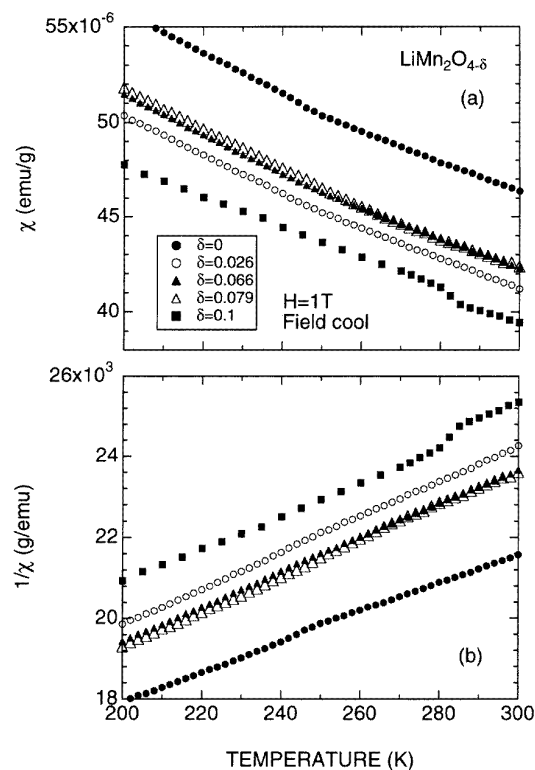 55x10⁻⁶
50
45
40
χ (emu/g)
LiMn₂O₄₋δ
(a)
δ=0
δ=0.026
δ=0.066
δ=0.079
δ=0.1
H=1T
Field cool
26x10³
24
22
20
18
1/χ (g/emu)
(b)
200 220 240 260 280 300
TEMPERATURE (K)